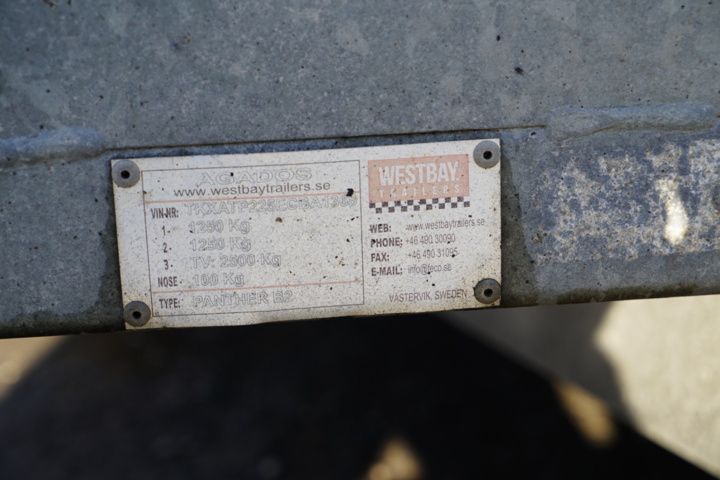 AGADOS
www.westbaytrailers.se
VIN-NR:
1- 1250 Kg
2- 1250 Kg
3- TV: 2500 Kg
NOSE- 100 Kg
TYPE: PANTHER E2
WESTBAY
TRAILERS
WEB: www.westbaytrailers.se
PHONE: +46 490 30090
FAX: +46 490 31095
E-MAIL: info@feco.se
VÄSTERVIK, SWEDEN